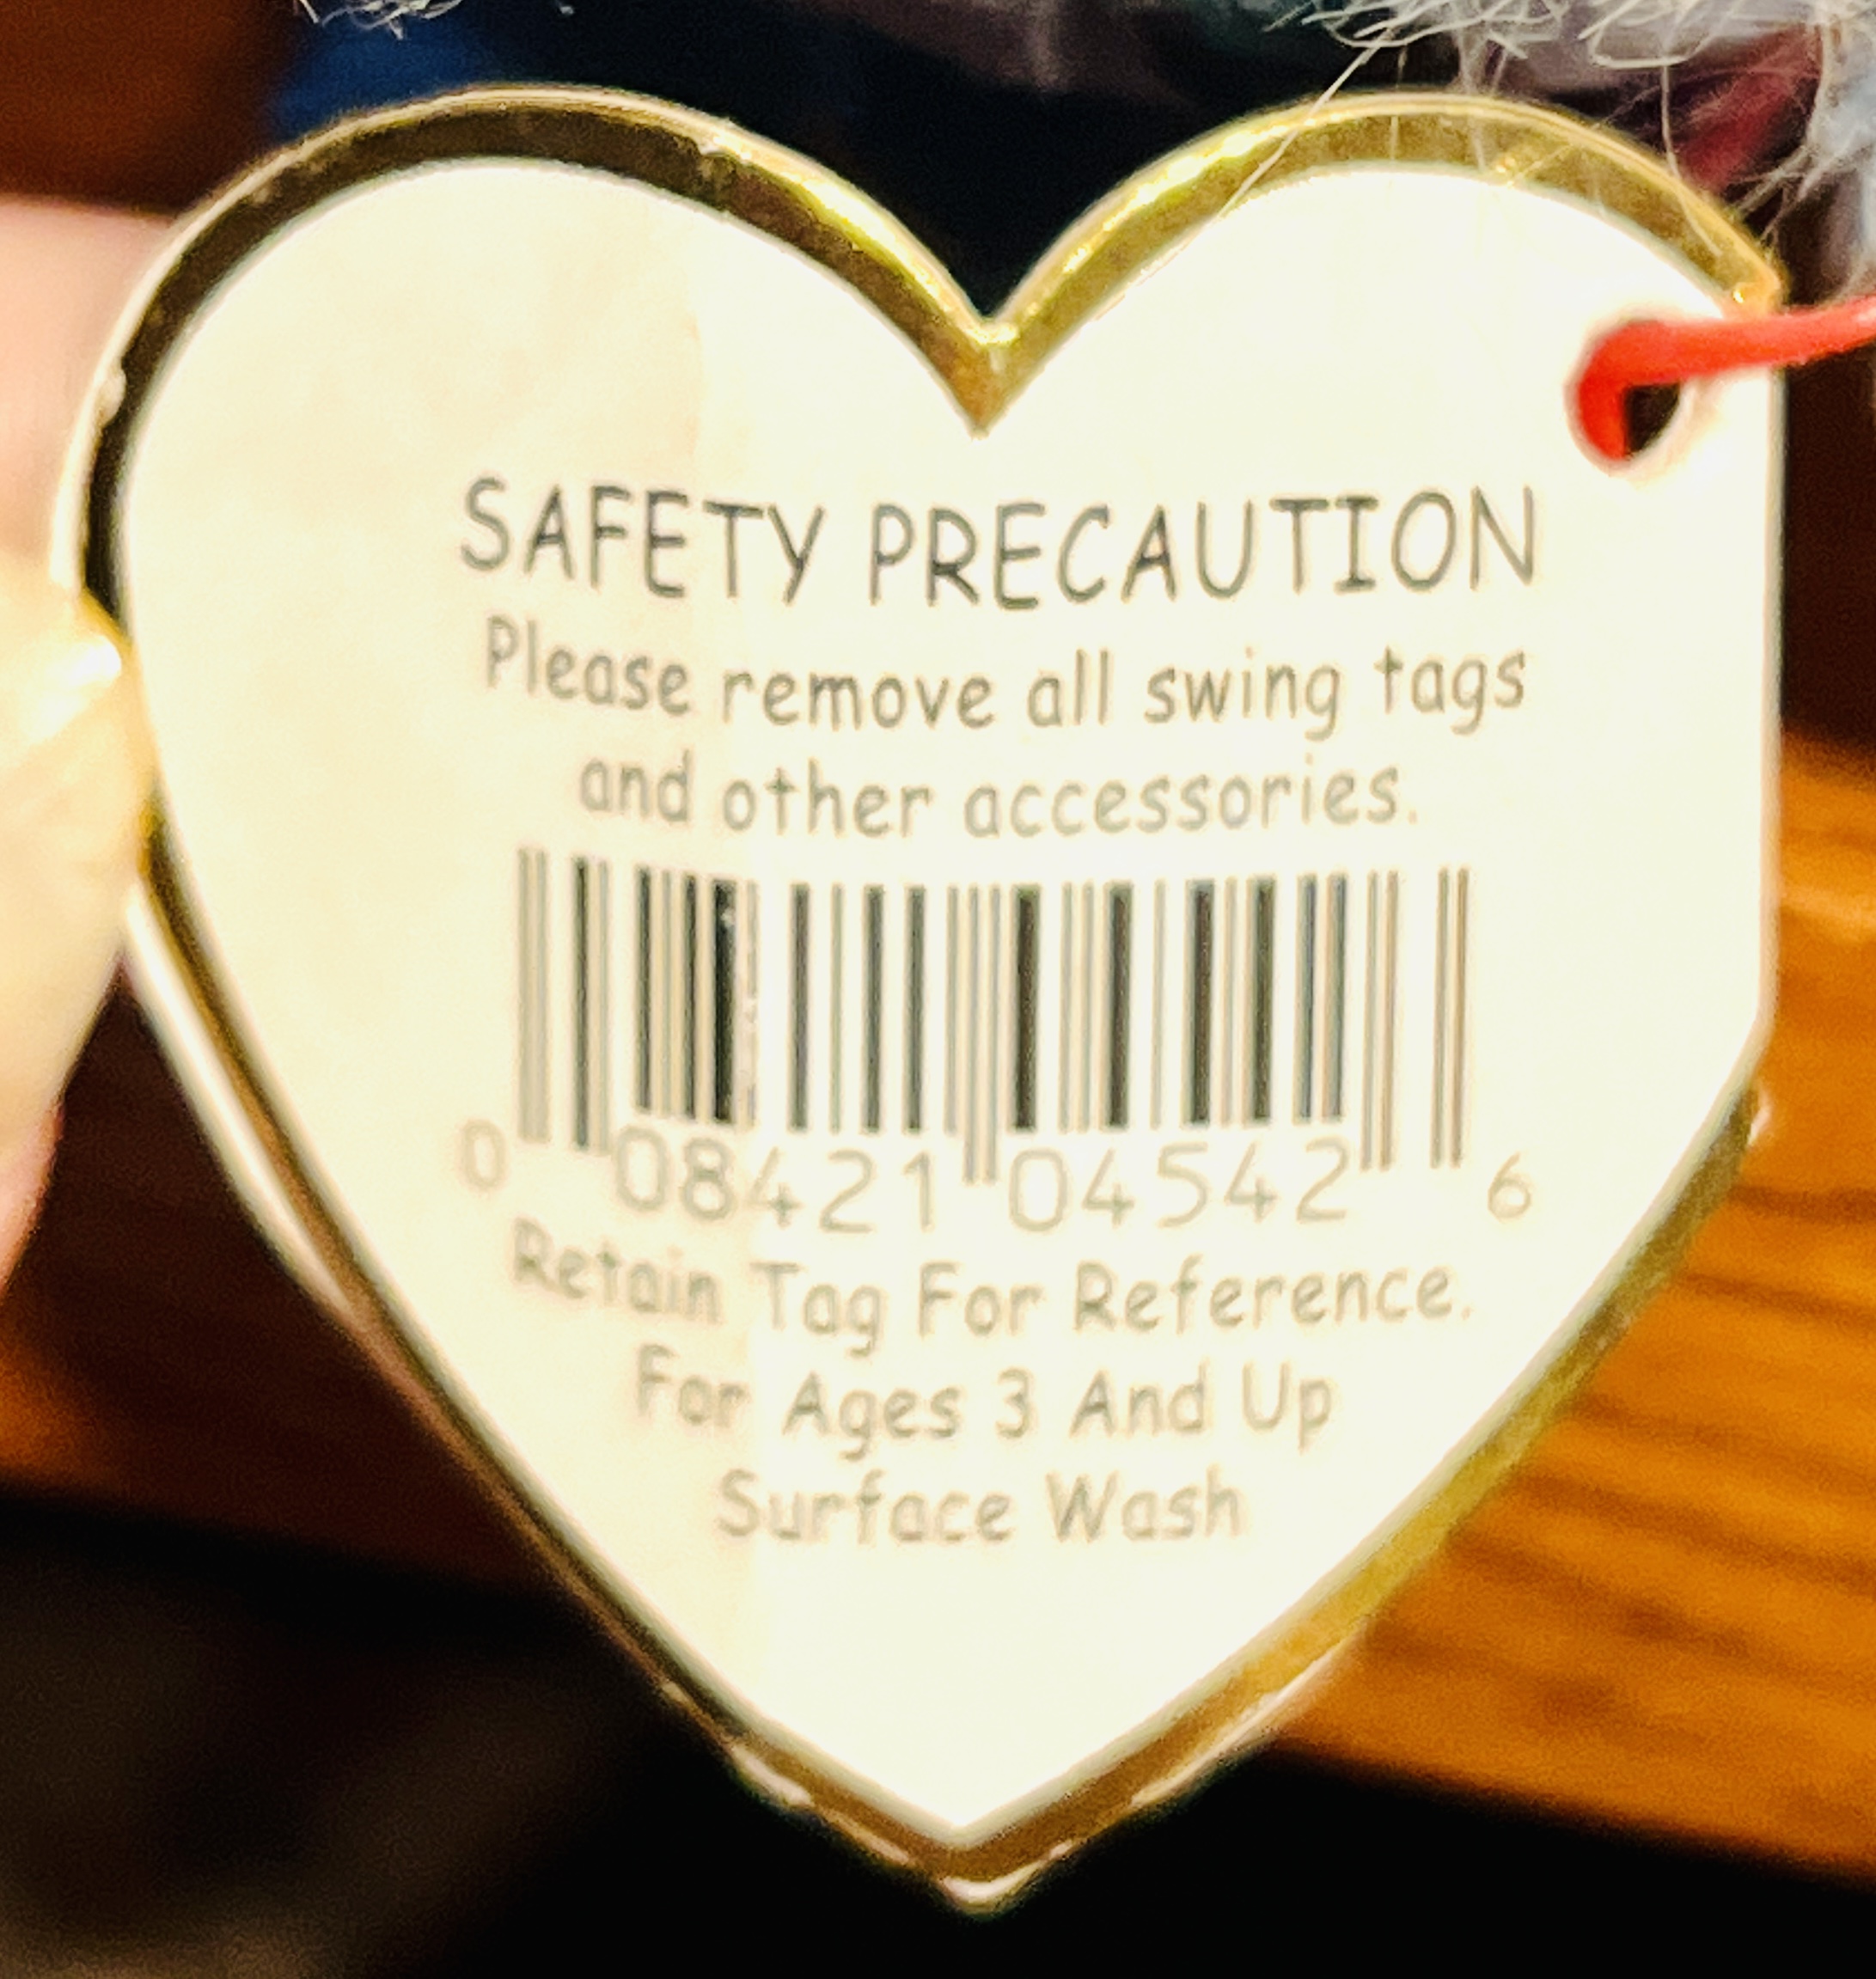 SAFETY PRECAUTION
Please remove all swing tags
and other accessories.
0 08421 04542 6
Retain Tag For Reference.
For Ages 3 And Up
Surface Wash